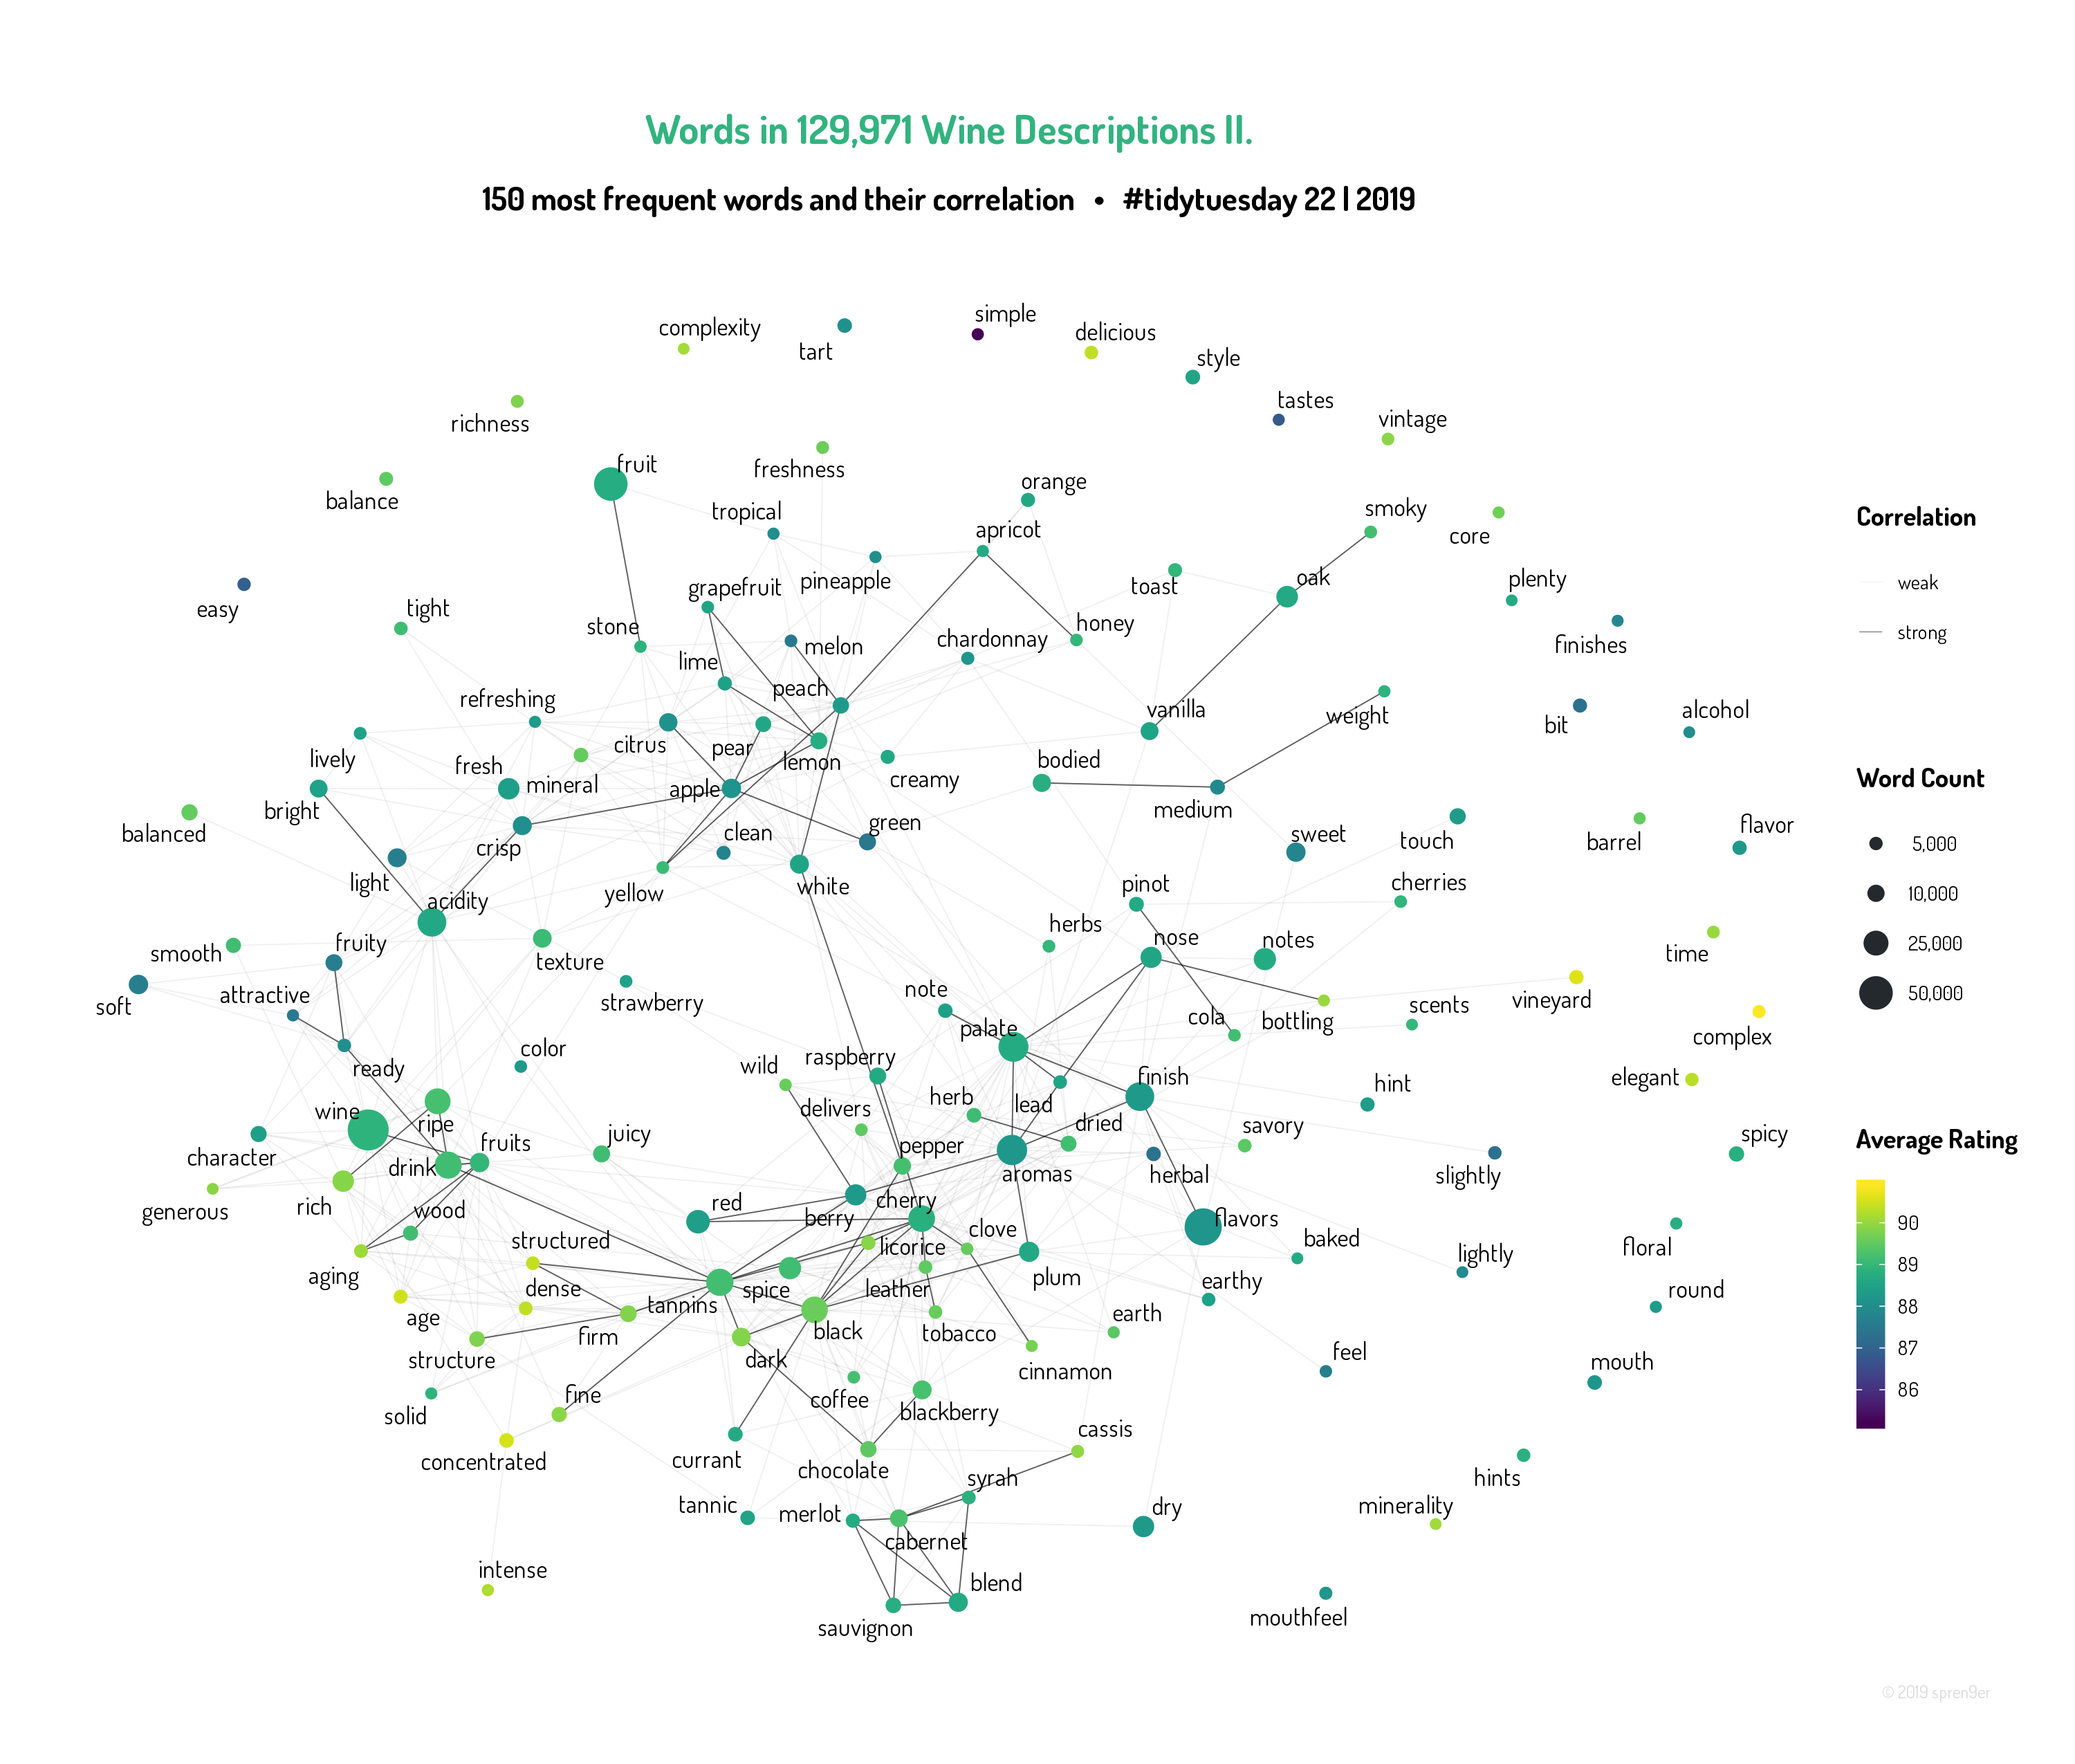 Words in 129,971 Wine Descriptions II.
150 most frequent words and their correlation • #tidytuesday 22 | 2019
simple
complexity
delicious
tart
style
tastes
vintage
richness
fruit
freshness
balance
orange
smoky
tropical
apricot
core
pineapple
oak
plenty
grapefruit
toast
easy
tight
stone
honey
chardonnay
melon
finishes
lime
peach
refreshing
vanilla
weight
alcohol
bit
citrus
pear
lively
lemon
bodied
fresh
mineral
creamy
apple
bright
medium
green
flavor
balanced
clean
sweet
touch
barrel
crisp
light
yellow
white
pinot
cherries
acidity
herbs
fruity
nose
notes
smooth
time
texture
attractive
note
strawberry
soft
scents
vineyard
cola
bottling
palate
complex
color
raspberry
wild
ready
finish
elegant
hint
herb
lead
delivers
wine
ripe
dried
savory
juicy
spicy
fruits
pepper
character
drink
aromas
herbal
slightly
red
cherry
rich
generous
wood
berry
flavors
clove
structured
licorice
baked
floral
lightly
aging
plum
earthy
dense
spice
leather
round
tannins
age
earth
firm
black
tobacco
structure
dark
feel
mouth
cinnamon
fine
coffee
solid
blackberry
cassis
concentrated
currant
chocolate
syrah
hints
tannic
merlot
dry
minerality
cabernet
intense
blend
mouthfeel
sauvignon
Correlation
weak
strong
Word Count
5,000
10,000
25,000
50,000
Average Rating
90
89
88
87
86
© 2019 spren9er